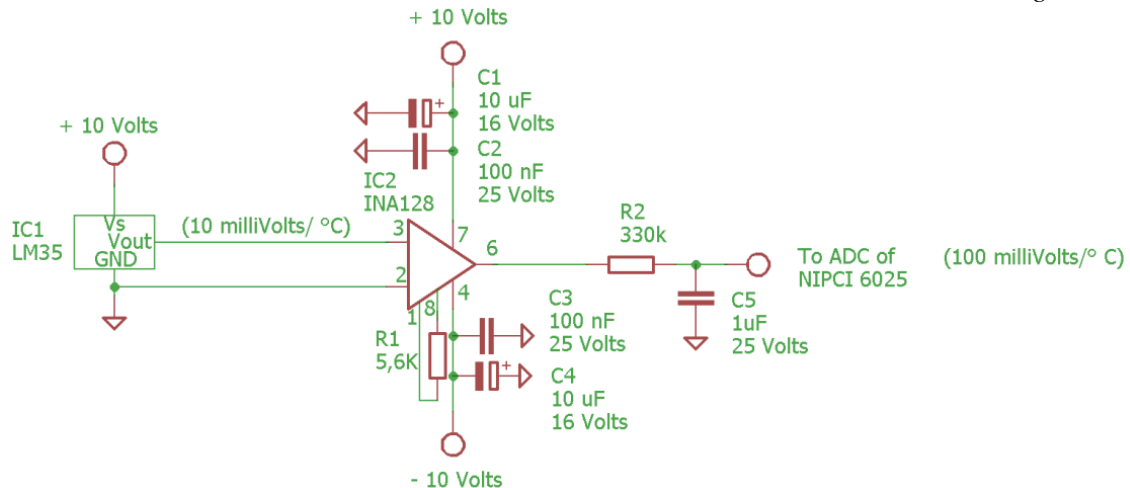 + 10 Volts
C1
10 uF
16 Volts
+
+ 10 Volts
C2
100 nF
25 Volts
IC2
INA128
IC1
LM35
Vs
Vout
GND
(10 milliVolts/ °C)
3
7
6
2
4
1
8
R2
330k
To ADC of
NIPCI 6025
(100 milliVolts/° C)
C5
1uF
25 Volts
R1
5,6K
C3
100 nF
25 Volts
+
C4
10 uF
16 Volts
- 10 Volts